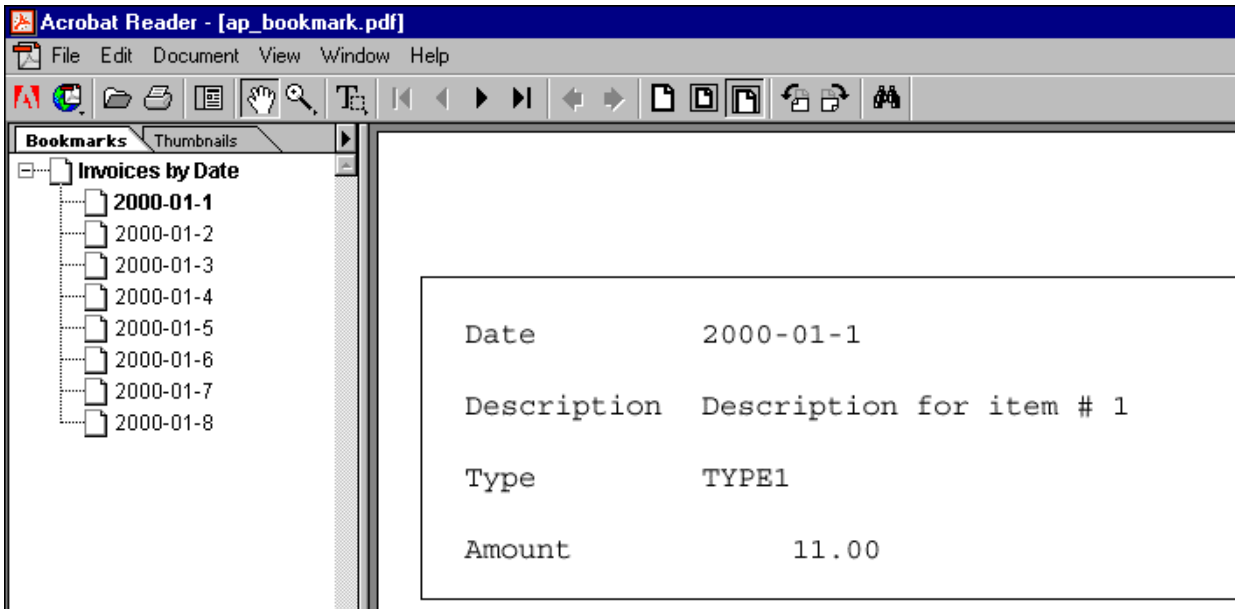 Acrobat Reader - [ap_bookmark.pdf]
File Edit Document View Window Help
Bookmarks Thumbnails
Invoices by Date
2000-01-1
2000-01-2
2000-01-3
2000-01-4
2000-01-5
2000-01-6
2000-01-7
2000-01-8
Date 2000-01-1
Description Description for item # 1
Type TYPE1
Amount 11.00